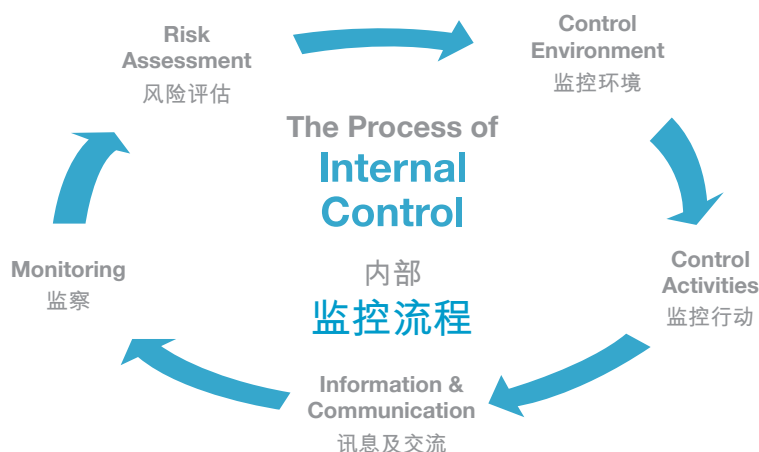 Risk
Assessment
风险评估
Control
Environment
监控环境
The Process of
Internal
Control
内部
监控流程
Monitoring
监察
Control
Activities
监控行动
Information &
Communication
讯息及交流